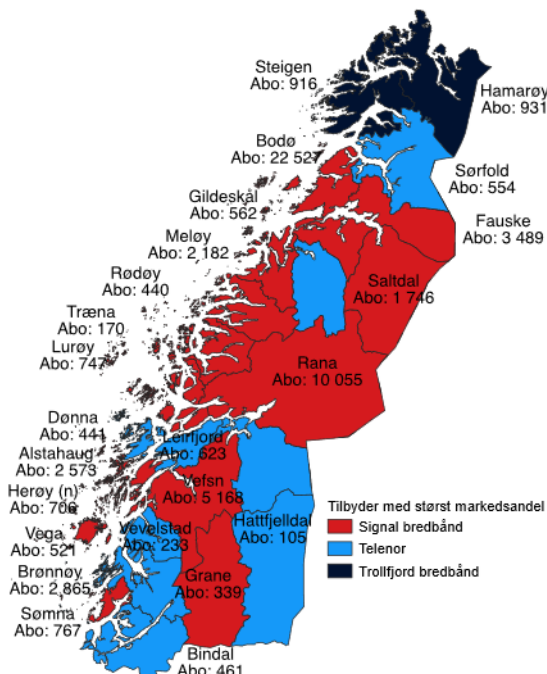 Steigen
Abo: 916
Hamarøy
Abo: 931
Bodø
Abo: 22 527
Sørfold
Abo: 554
Gildeskål
Abo: 562
Fauske
Abo: 3 489
Meløy
Abo: 2 182
Rødøy
Abo: 440
Saltdal
Abo: 1 746
Træna
Abo: 170
Lurøy
Abo: 747
Rana
Abo: 10 055
Dønna
Abo: 441
Leirfjord
Abo: 623
Alstahaug
Abo: 2 573
Vefsn
Abo: 5 168
Herøy (n)
Abo: 706
Vega
Abo: 521
Vevelstad
Abo: 233
Hattfjelldal
Abo: 105
Brønnøy
Abo: 2 865
Grane
Abo: 339
Sømna
Abo: 767
Bindal
Abo: 461
Tilbyder med størst markedsandel
Signal bredbånd
Telenor
Trollfjord bredbånd